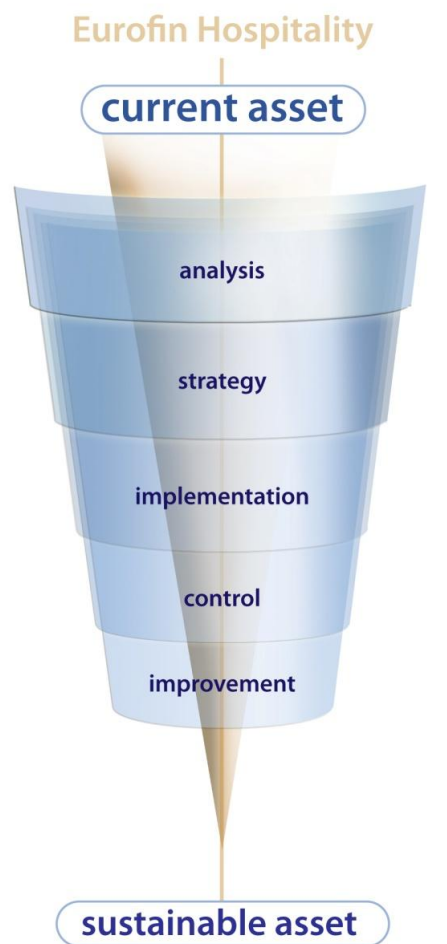 Eurofin Hospitality
current asset
analysis
strategy
implementation
control
improvement
sustainable asset